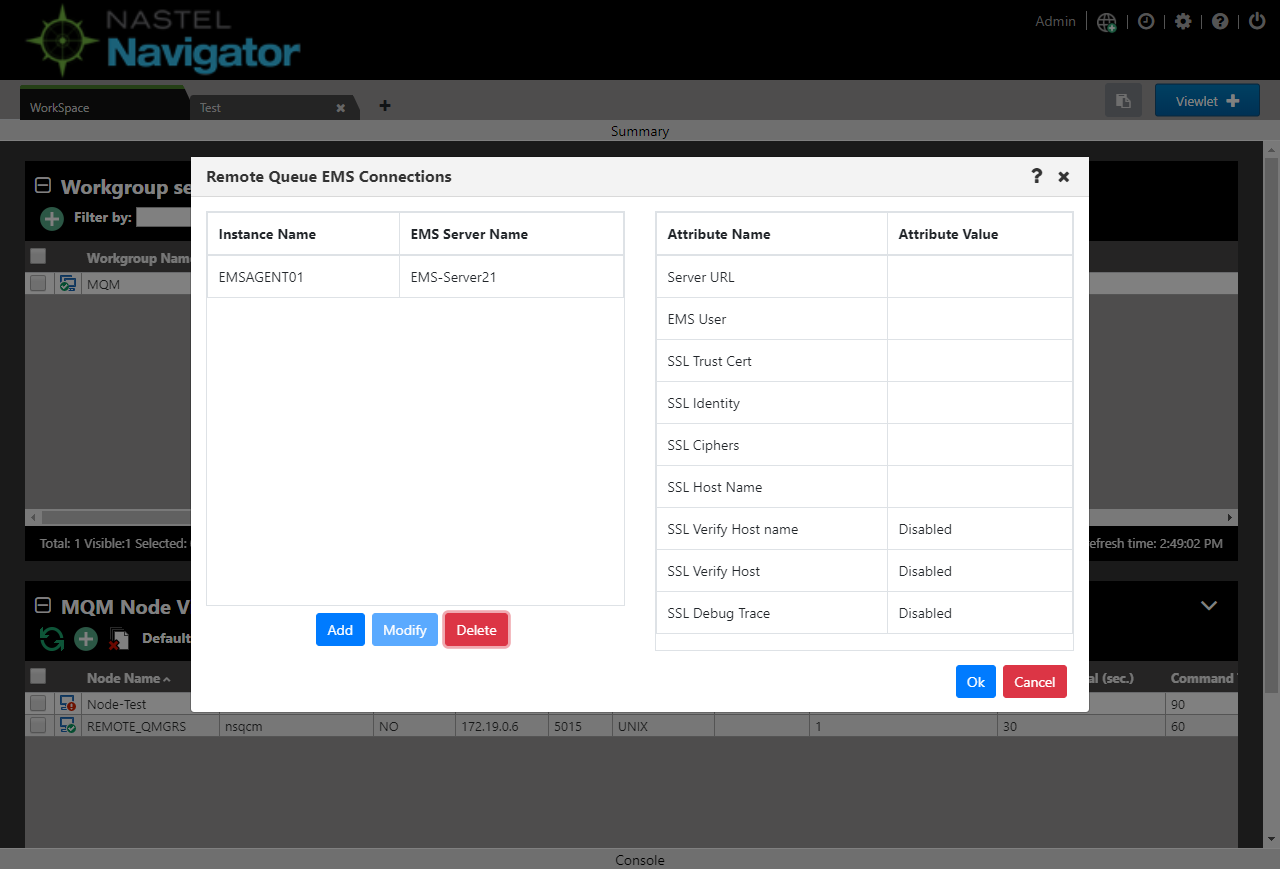 NASTEL
Navigator
Admin
WorkSpace
Test
Viewlet
Summary
Workgroup se
Filter by:
Workgroup Nam
MQM
Remote Queue EMS Connections
Instance Name EMS Server Name
EMSAGENT01 EMS-Server21
Attribute Name Attribute Value
Server URL
EMS User
SSL Trust Cert
SSL Identity
SSL Ciphers
SSL Host Name
SSL Verify Host name Disabled
SSL Verify Host Disabled
SSL Debug Trace Disabled
Add Modify Delete
Ok Cancel
Total: 1 Visible:1 Selected:
efresh time: 2:49:02 PM
MQM Node V
Default
Node Name al (sec.) Command
Node-Test 90
REMOTE_QMGRS nsqcm NO 172.19.0.6 5015 UNIX 1 30 60
Console